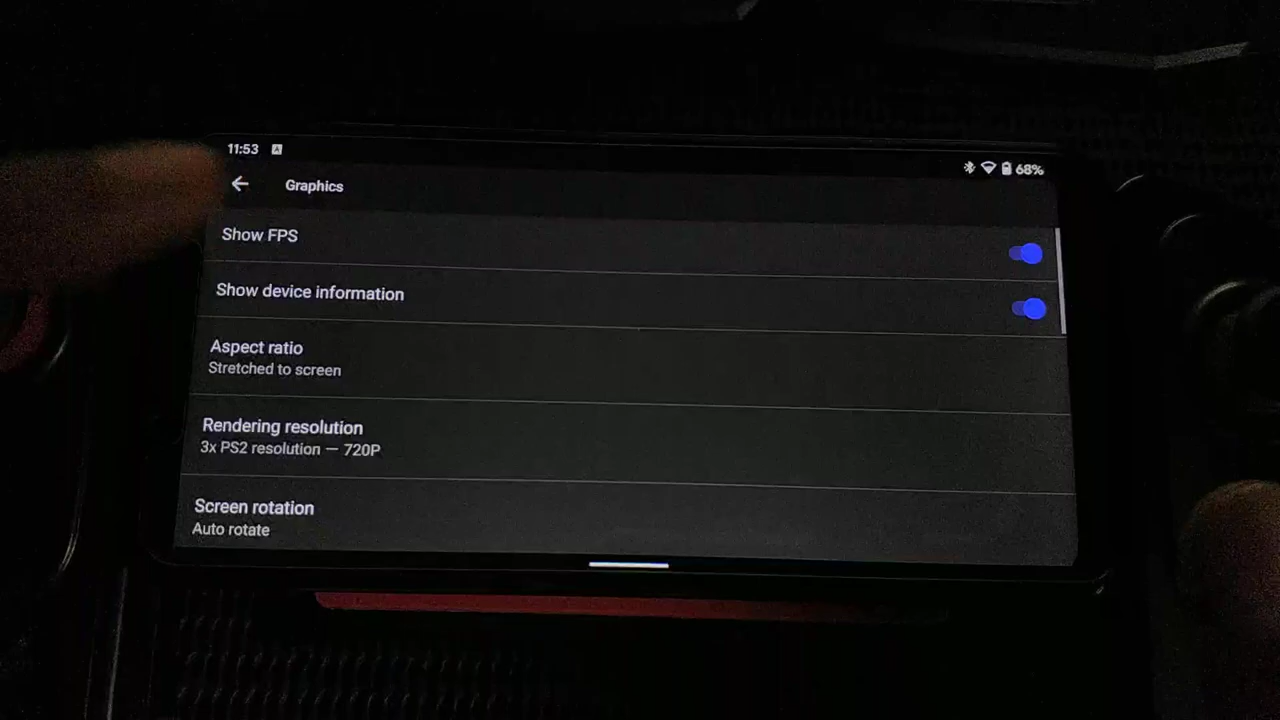 11:53
68%
Graphics
Show FPS
Show device information
Aspect ratio
Stretched to screen
Rendering resolution
3x PS2 resolution — 720P
Screen rotation
Auto rotate